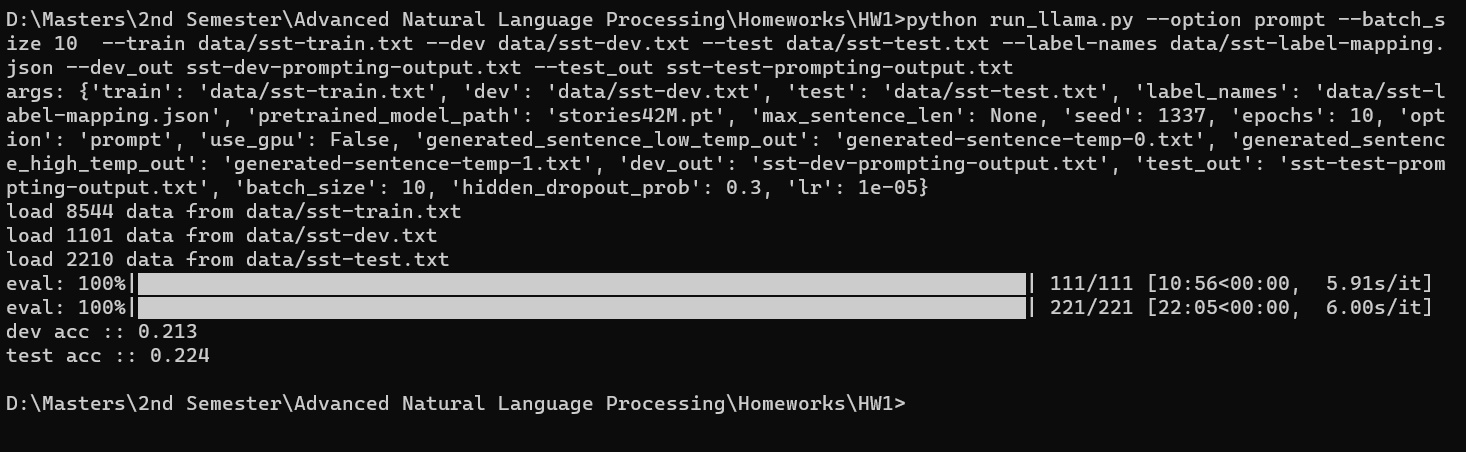 D:\Masters\2nd Semester\Advanced Natural Language Processing\Homeworks\HW1>python run_llama.py --option prompt --batch_s
ize 10  --train data/sst-train.txt --dev data/sst-dev.txt --test data/sst-test.txt --label-names data/sst-label-mapping.
json --dev_out sst-dev-prompting-output.txt --test_out sst-test-prompting-output.txt
args: {'train': 'data/sst-train.txt', 'dev': 'data/sst-dev.txt', 'test': 'data/sst-test.txt', 'label_names': 'data/sst-l
abel-mapping.json', 'pretrained_model_path': 'stories42M.pt', 'max_sentence_len': None, 'seed': 1337, 'epochs': 10, 'opt
ion': 'prompt', 'use_gpu': False, 'generated_sentence_low_temp_out': 'generated-sentence-temp-0.txt', 'generated_sentenc
e_high_temp_out': 'generated-sentence-temp-1.txt', 'dev_out': 'sst-dev-prompting-output.txt', 'test_out': 'sst-test-prom
pting-output.txt', 'batch_size': 10, 'hidden_dropout_prob': 0.3, 'lr': 1e-05}
load 8544 data from data/sst-train.txt
load 1101 data from data/sst-dev.txt
load 2210 data from data/sst-test.txt
eval: 100%|| 111/111 [10:56<00:00,  5.91s/it]
eval: 100%|| 221/221 [22:05<00:00,  6.00s/it]
dev acc :: 0.213
test acc :: 0.224
D:\Masters\2nd Semester\Advanced Natural Language Processing\Homeworks\HW1>